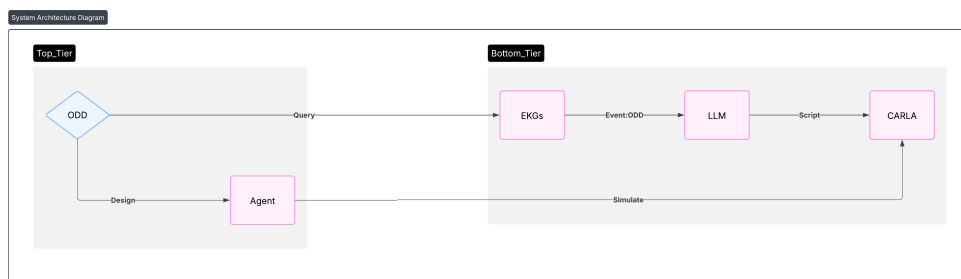 System Architecture Diagram
Top_Tier
Bottom_Tier
ODD
Query
EKGs
Event:ODD
LLM
Script
CARLA
Design
Agent
Simulate